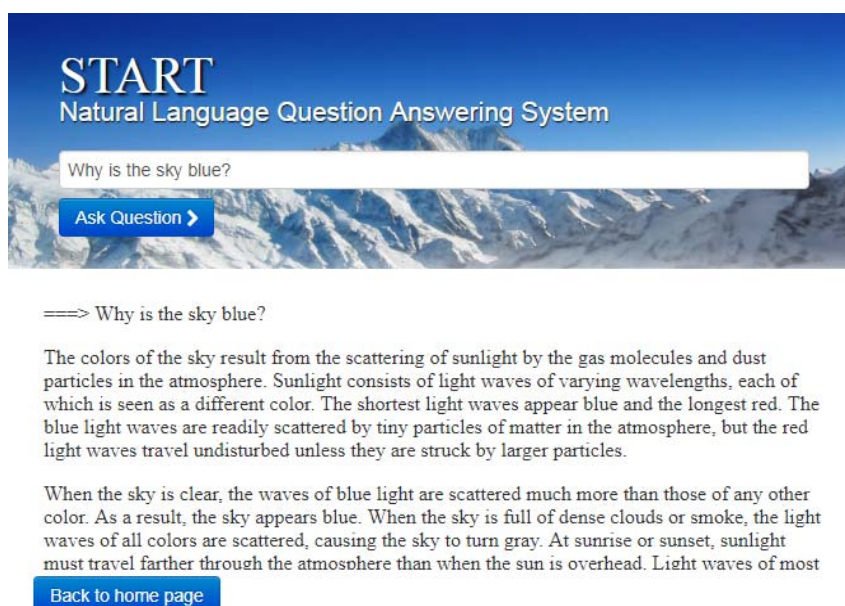 START
Natural Language Question Answering System
Why is the sky blue?
Ask Question
===> Why is the sky blue?
The colors of the sky result from the scattering of sunlight by the gas molecules and dust
particles in the atmosphere. Sunlight consists of light waves of varying wavelengths, each of
which is seen as a different color. The shortest light waves appear blue and the longest red. The
blue light waves are readily scattered by tiny particles of matter in the atmosphere, but the red
light waves travel undisturbed unless they are struck by larger particles.
When the sky is clear, the waves of blue light are scattered much more than those of any other
color. As a result, the sky appears blue. When the sky is full of dense clouds or smoke, the light
waves of all colors are scattered, causing the sky to turn gray. At sunrise or sunset, sunlight
must travel farther through the atmosphere than when the sun is overhead. Light waves of most
Back to home page